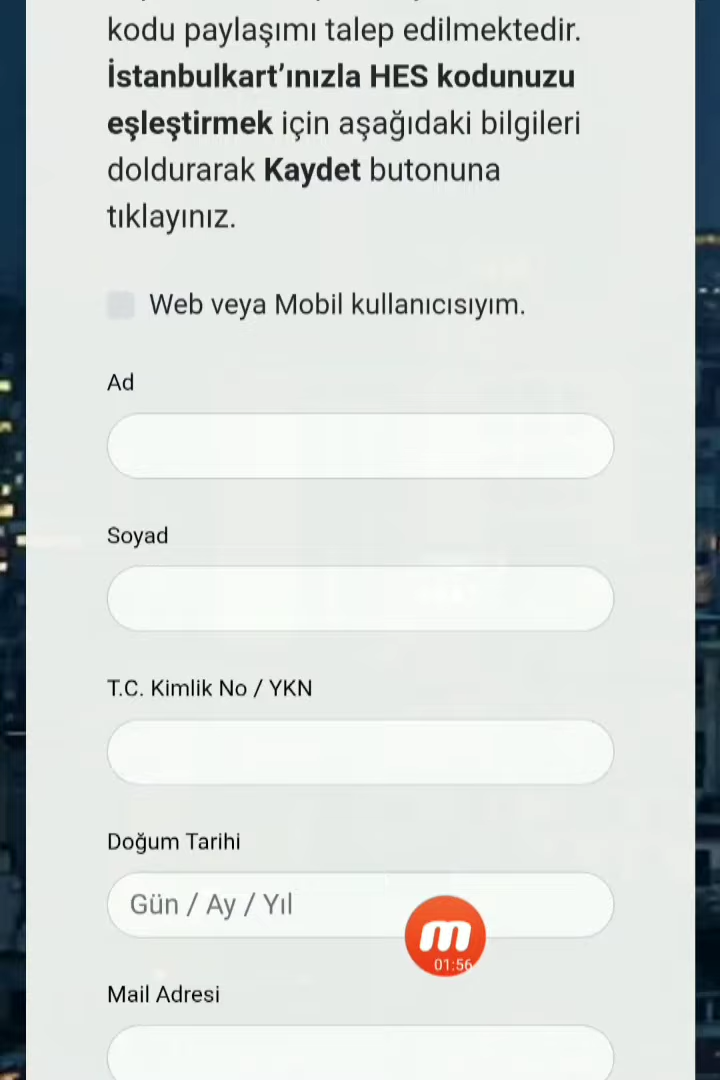 kodu paylaşımı talep edilmektedir.
İstanbulkart’ınızla HES kodunuzu
eşleştirmek için aşağıdaki bilgileri
doldurarak Kaydet butonuna
tıklayınız.
Web veya Mobil kullanıcısıyım.
Ad
Soyad
T.C. Kimlik No / YKN
Doğum Tarihi
Gün / Ay / Yıl
m
01:56
Mail Adresi